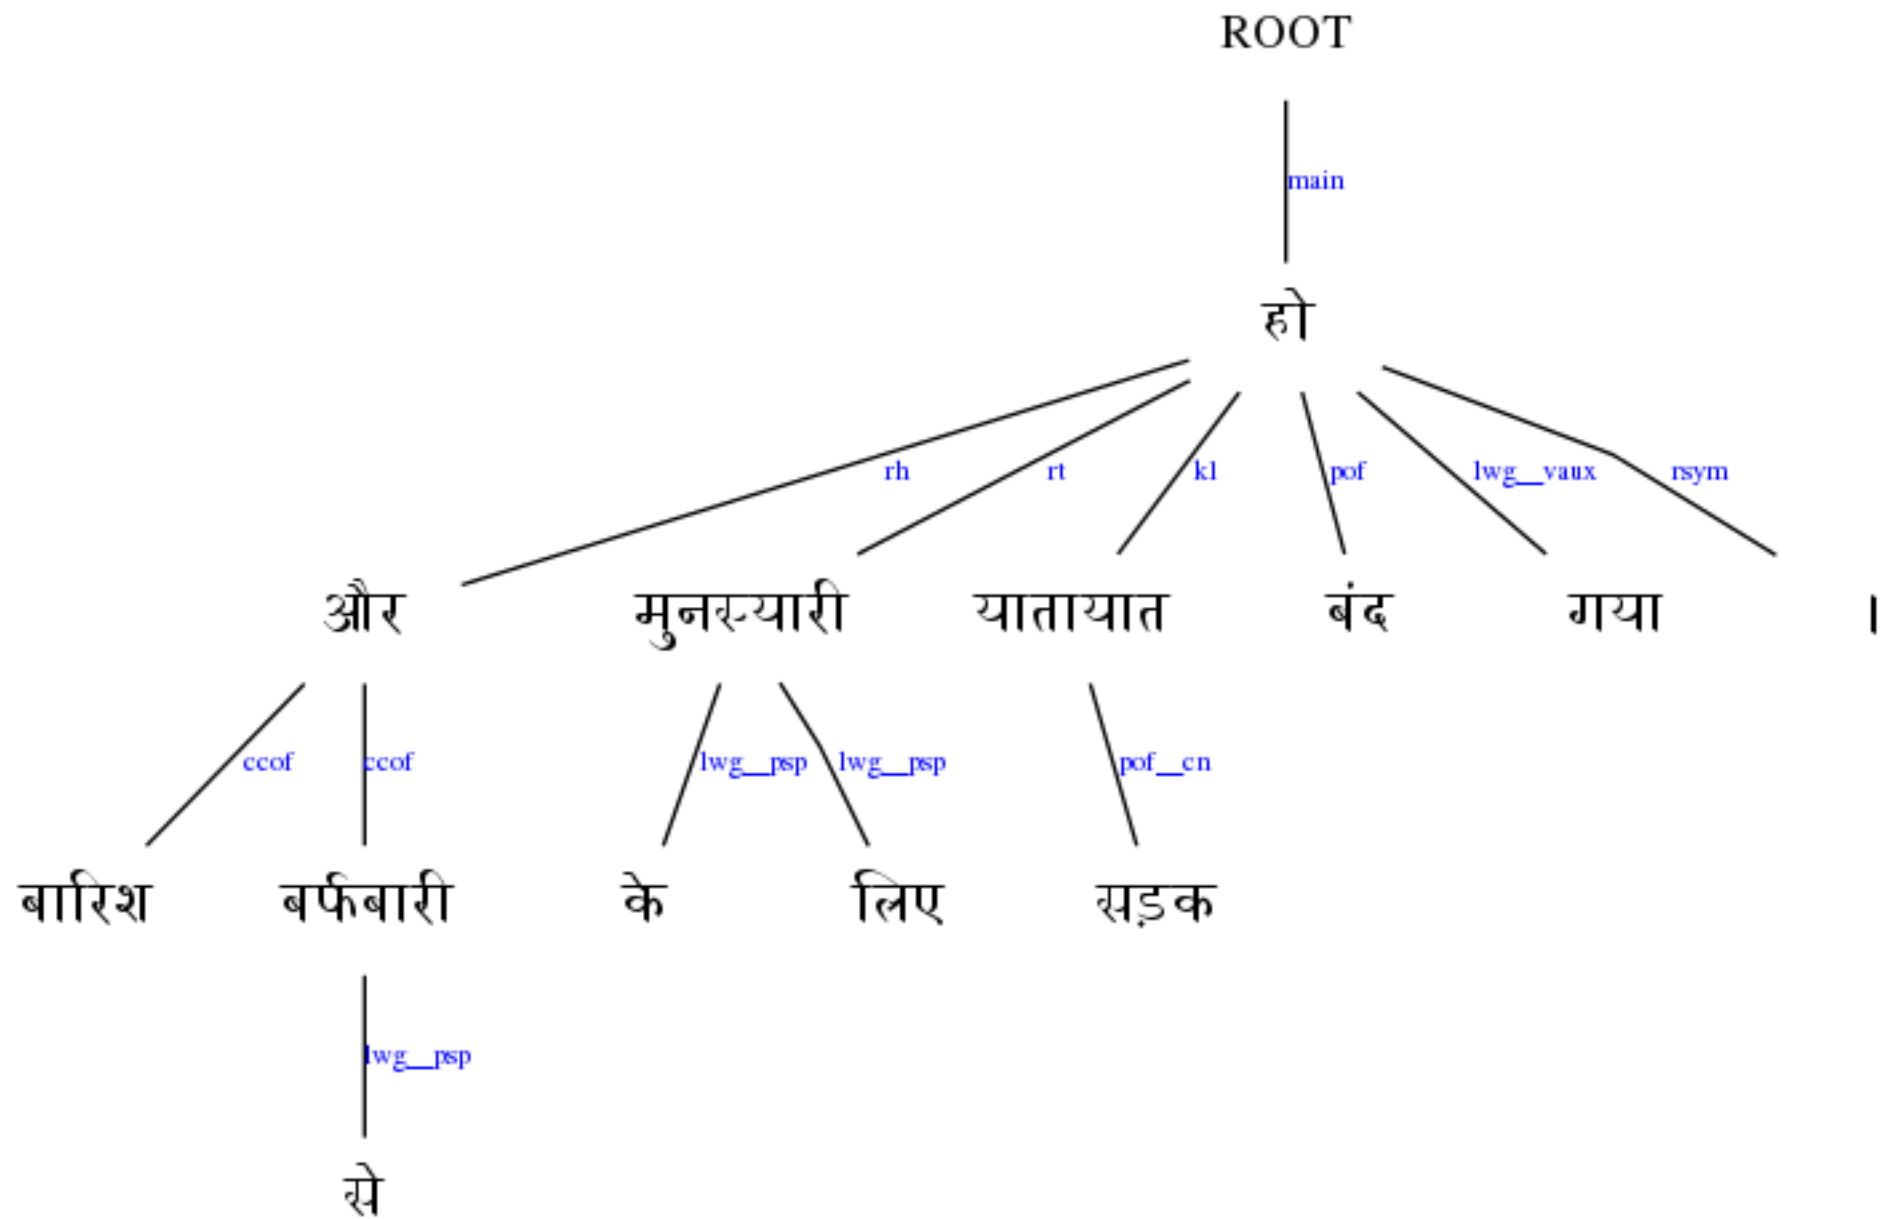 ROOT
main
हो
rh rt k1 pof lwg__vaux rsym
और मुनस्यारी यातायात बंद गया ।
ccof ccof lwg__psp lwg__psp pof__cn
बारिश बर्फबारी के लिए सड़क
lwg__psp
से